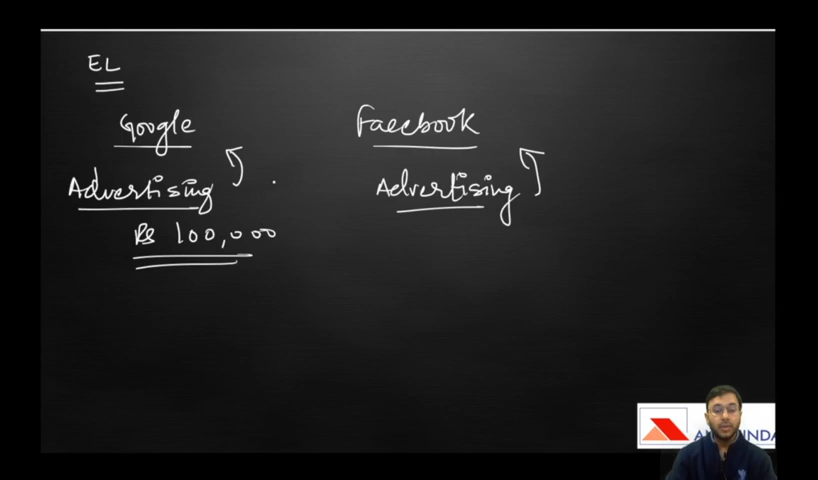 EL
Google
Facebook
Advertising
Advertising
Rs 100,000